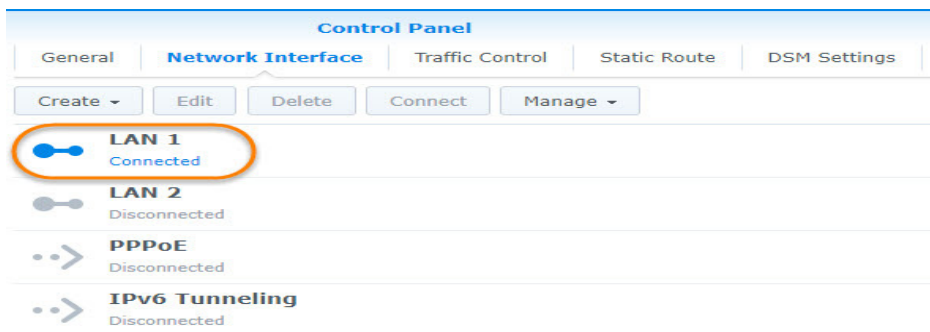 Control Panel
General Network Interface Traffic Control Static Route DSM Settings
Create Edit Delete Connect Manage
LAN 1
Connected
LAN 2
Disconnected
PPPoE
Disconnected
IPv6 Tunneling
Disconnected